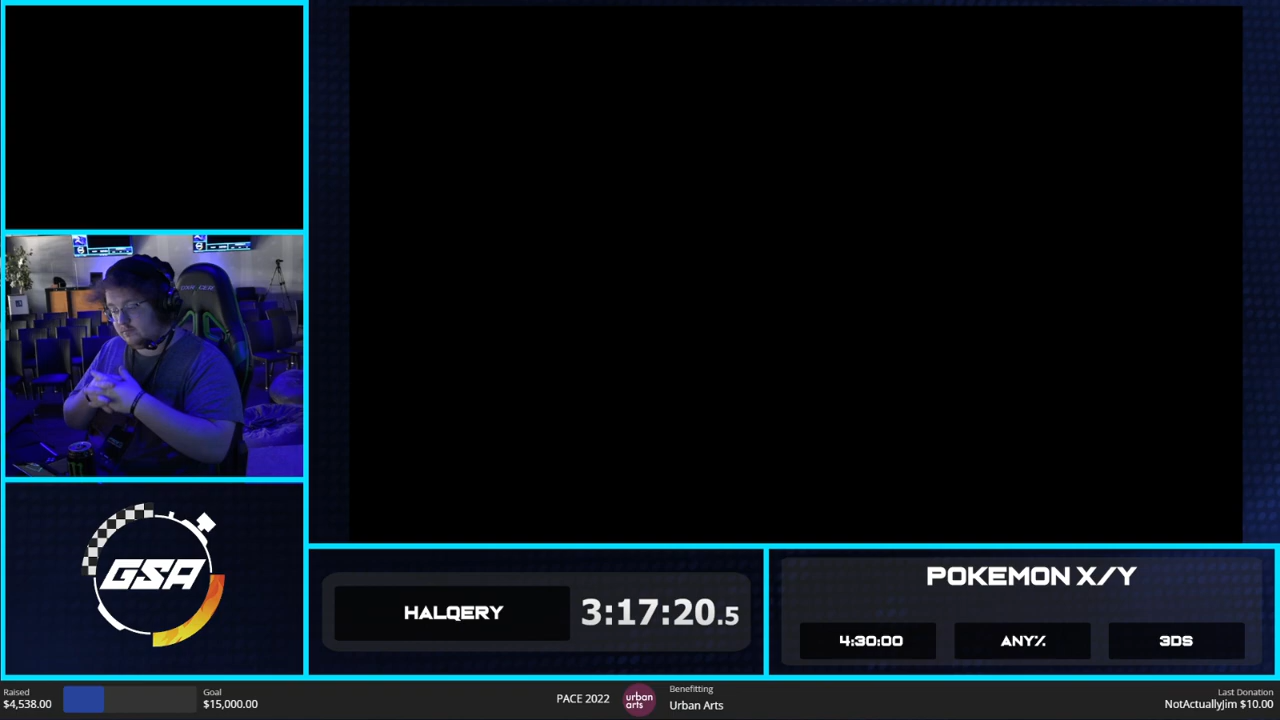 GSA
HALQERY
3:17:20.5
POKEMON X/Y
4:30:00
ANY%
3DS
Raised
$4,538.00
Goal
$15,000.00
PACE 2022
urban
arts
Benefitting
Urban Arts
Last Donation
NotActuallyJim $10.00